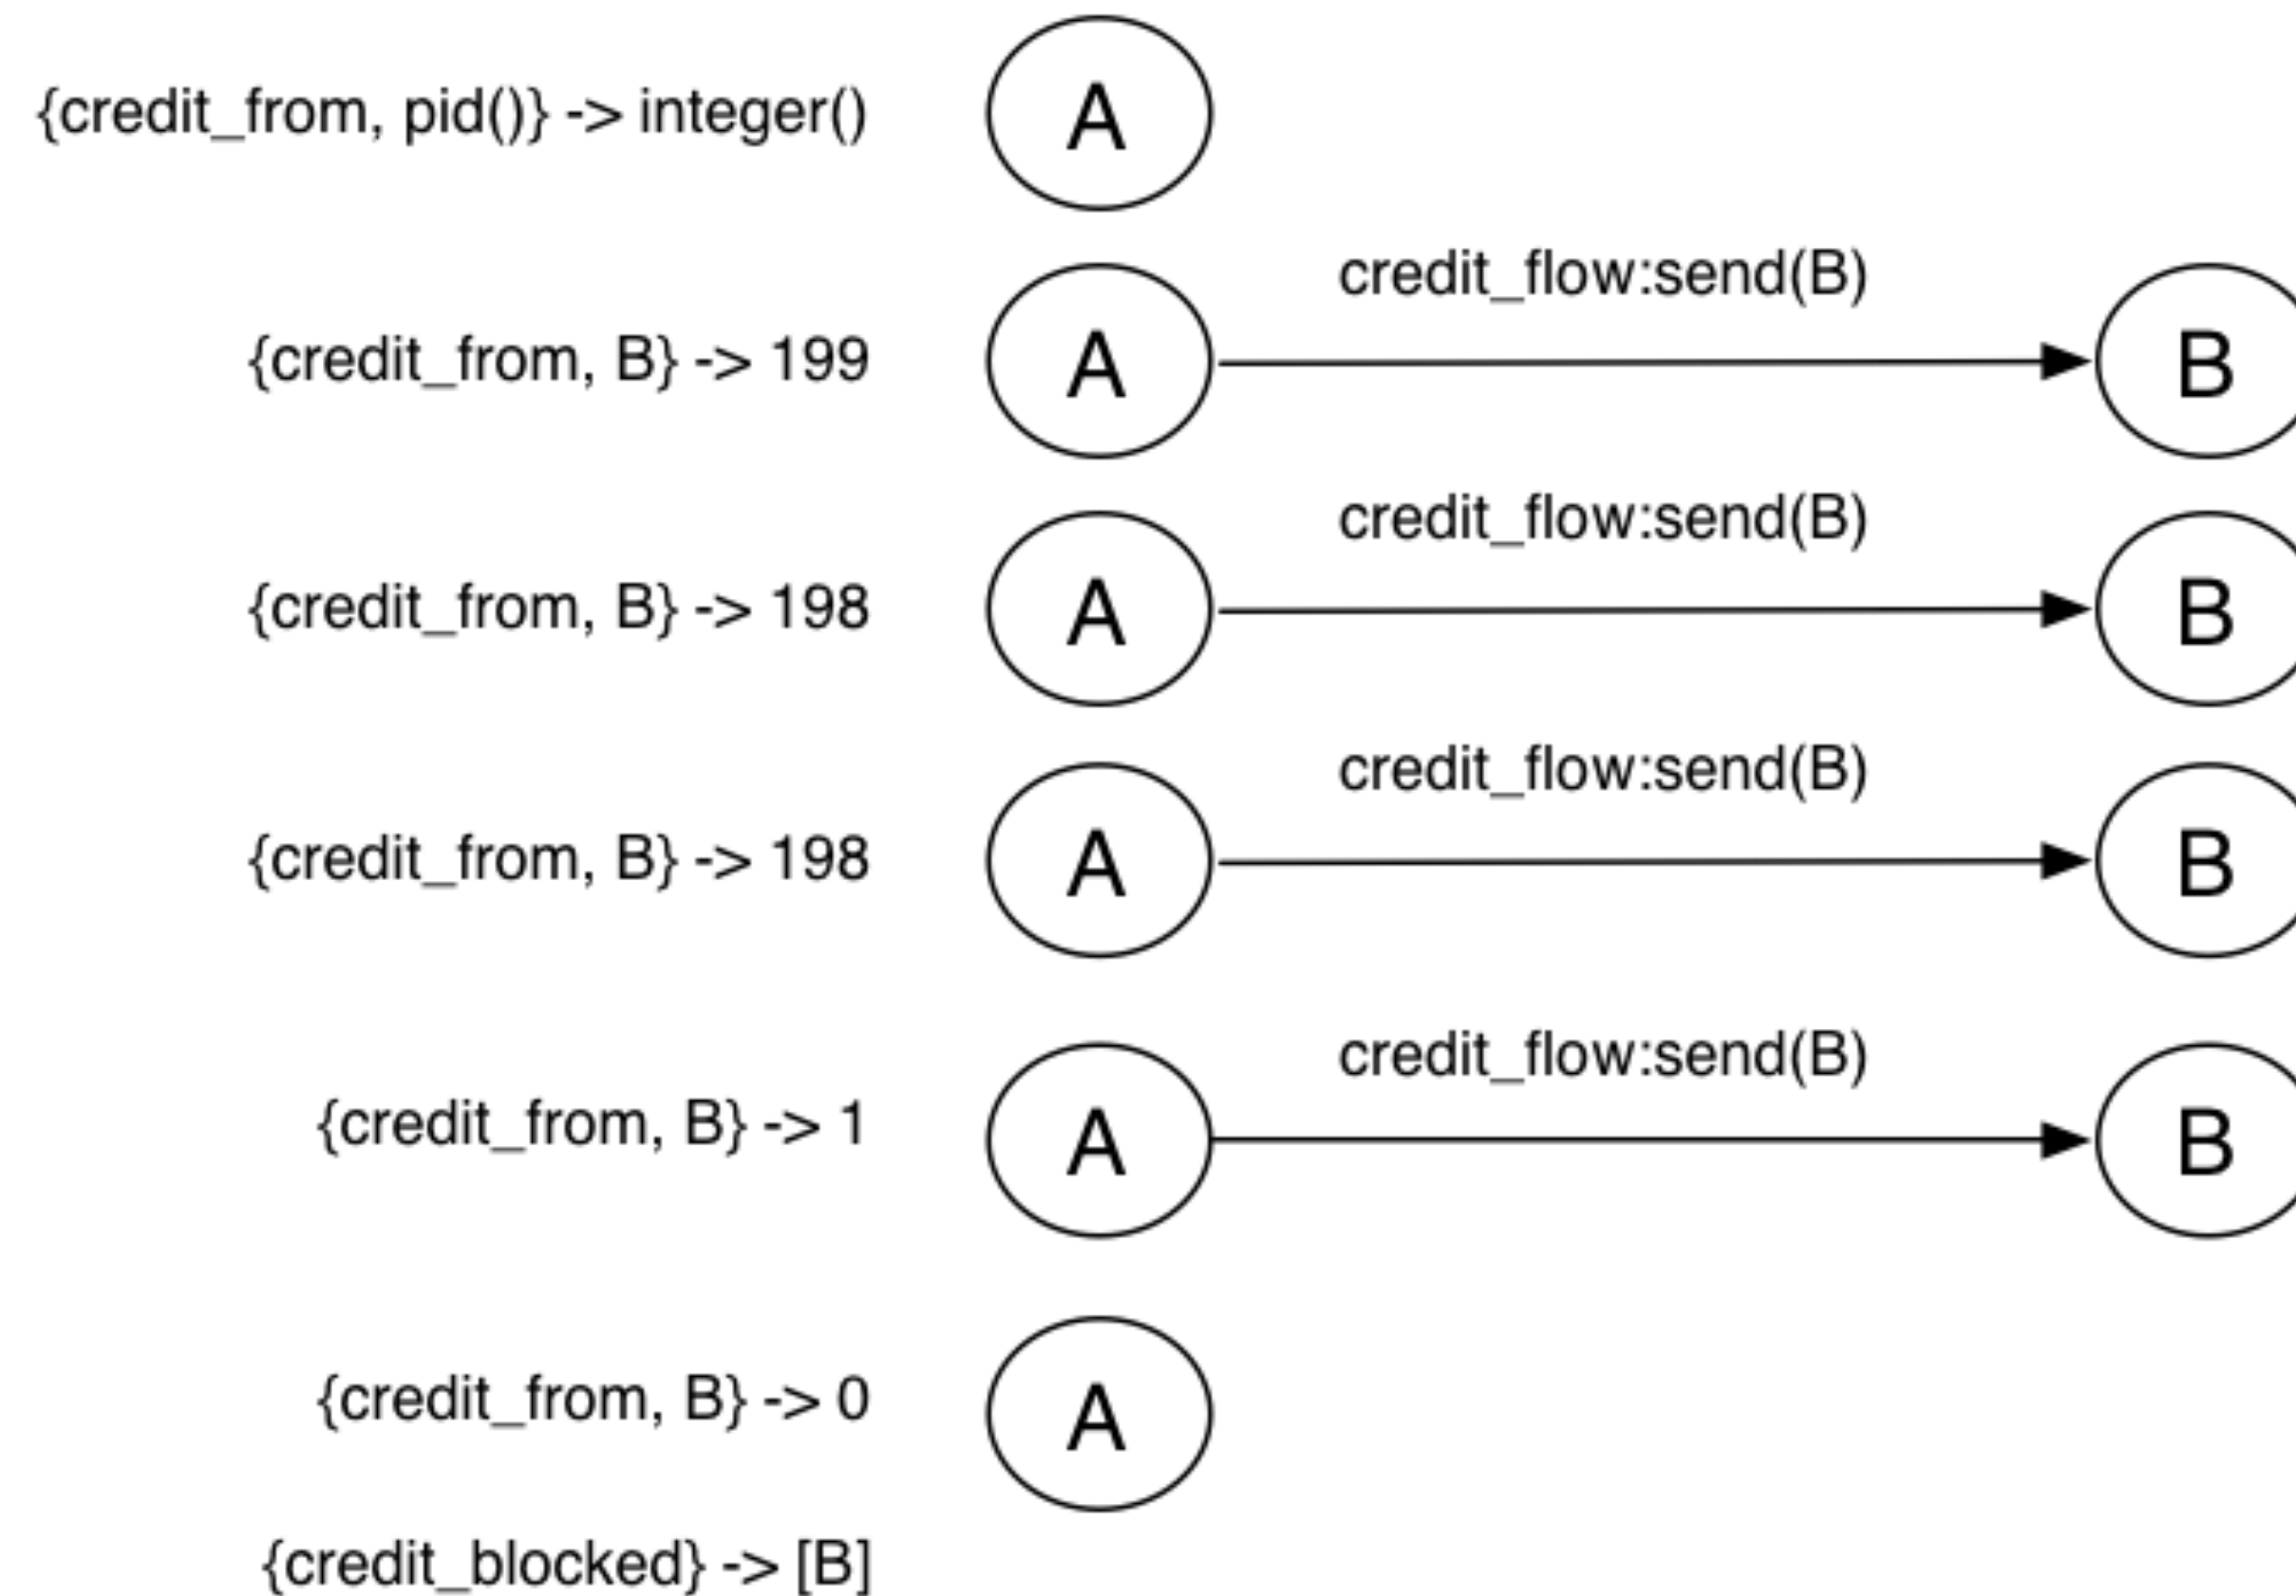 {credit_from, pid()} -> integer()
A
credit_flow:send(B)
{credit_from, B} -> 199
A
B
credit_flow:send(B)
{credit_from, B} -> 198
A
B
credit_flow:send(B)
{credit_from, B} -> 198
A
B
credit_flow:send(B)
{credit_from, B} -> 1
A
B
{credit_from, B} -> 0
A
{credit_blocked} -> [B]